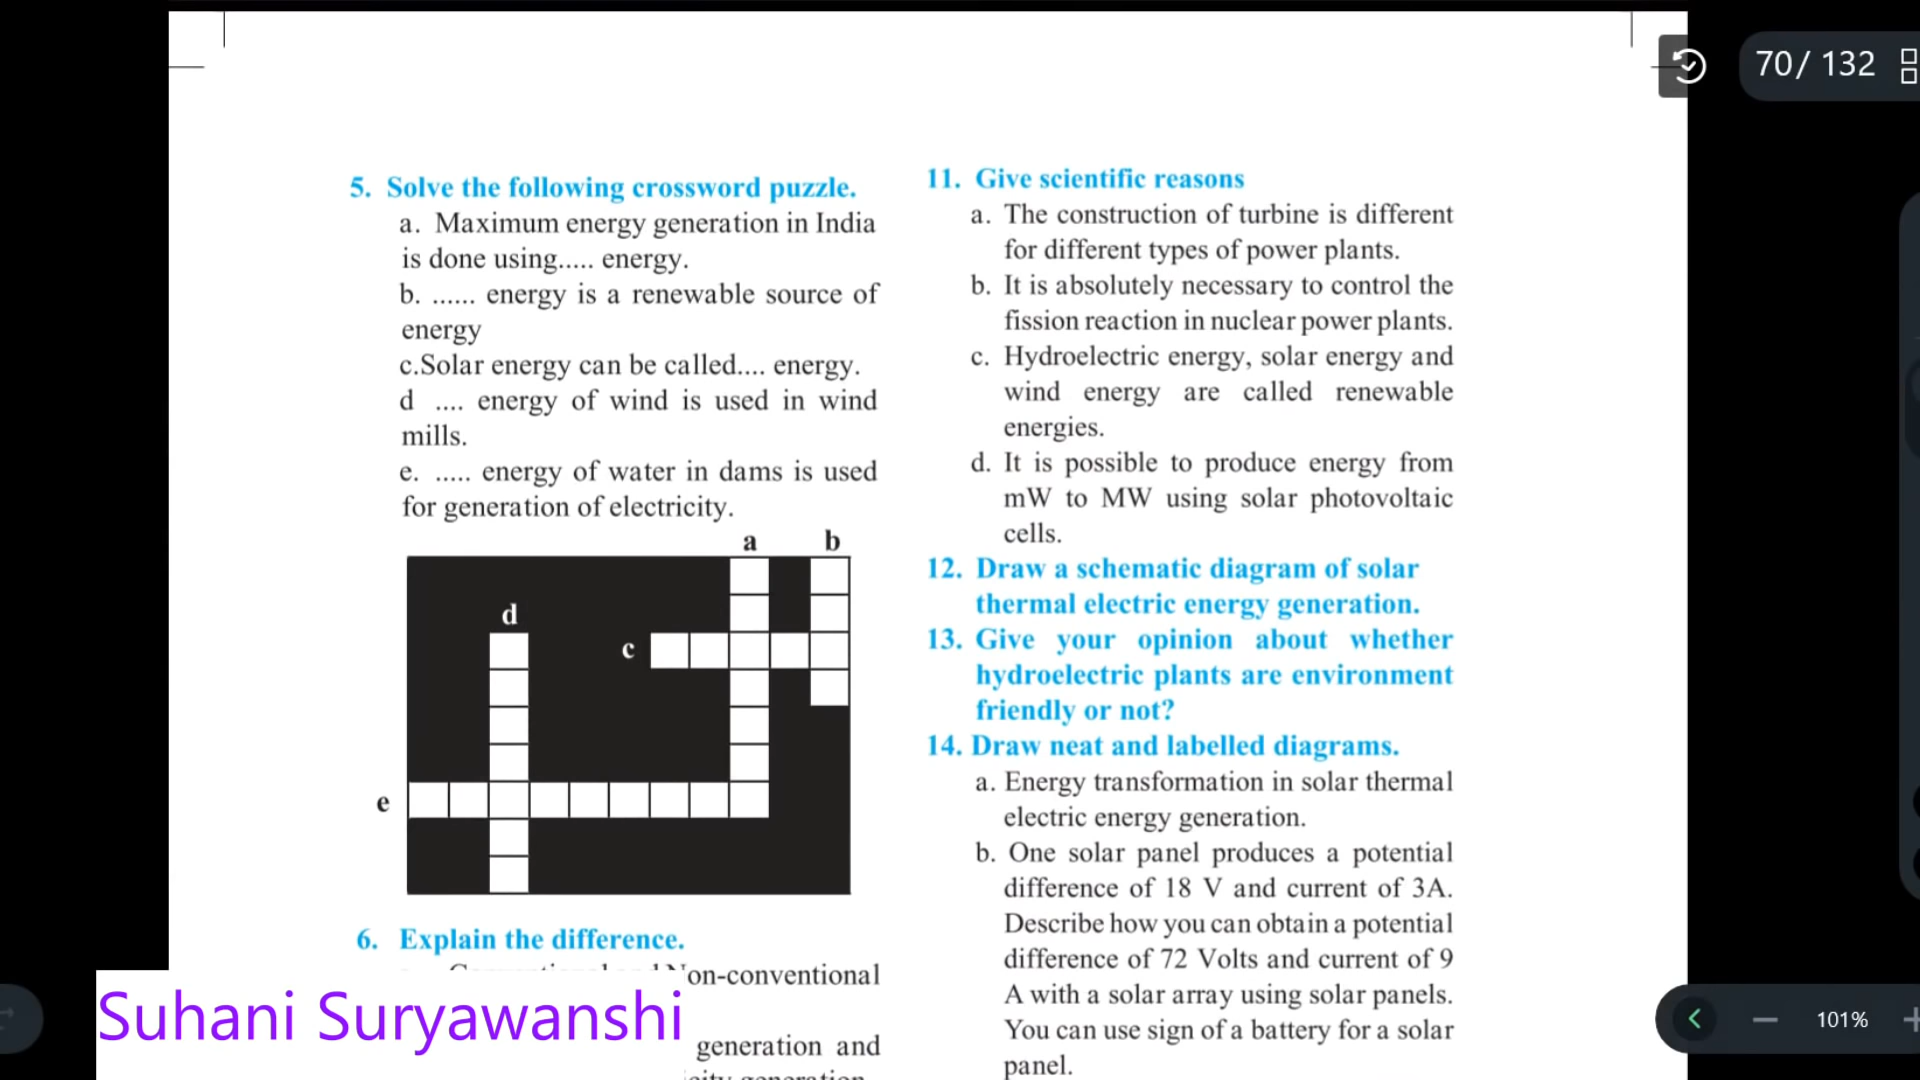 70/ 132
5. Solve the following crossword puzzle.
a. Maximum energy generation in India
is done using..... energy.
b. ...... energy is a renewable source of
energy
c.Solar energy can be called.... energy.
d .... energy of wind is used in wind
mills.
e. ..... energy of water in dams is used
for generation of electricity.
a b
d
c
e
6. Explain the difference.
on-conventional
generation and
Suhani Suryawanshi
11. Give scientific reasons
a. The construction of turbine is different
for different types of power plants.
b. It is absolutely necessary to control the
fission reaction in nuclear power plants.
c. Hydroelectric energy, solar energy and
wind energy are called renewable
energies.
d. It is possible to produce energy from
mW to MW using solar photovoltaic
cells.
12. Draw a schematic diagram of solar
thermal electric energy generation.
13. Give your opinion about whether
hydroelectric plants are environment
friendly or not?
14. Draw neat and labelled diagrams.
a. Energy transformation in solar thermal
electric energy generation.
b. One solar panel produces a potential
difference of 18 V and current of 3A.
Describe how you can obtain a potential
difference of 72 Volts and current of 9
A with a solar array using solar panels.
You can use sign of a battery for a solar
panel.
101%